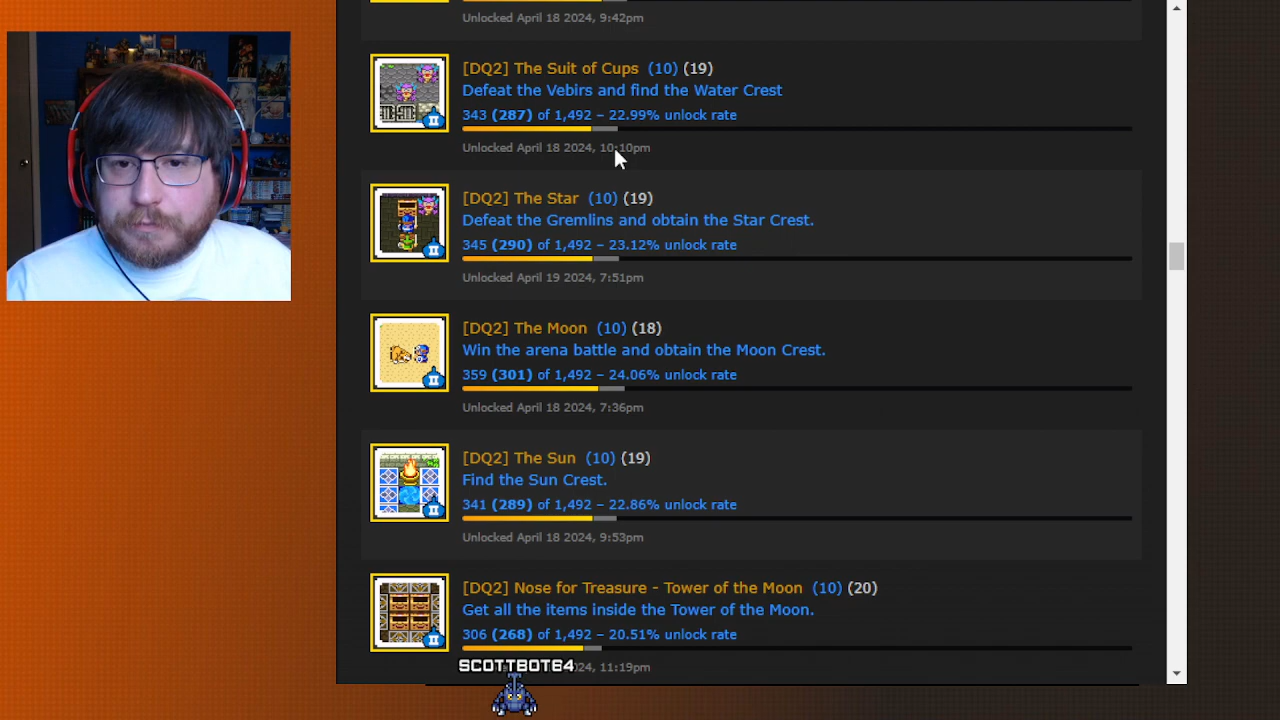 Unlocked April 18 2024, 9:42pm
[DQ2] The Suit of Cups (10) (19)
Defeat the Vebirs and find the Water Crest
343 (287) of 1,492 – 22.99% unlock rate
Unlocked April 18 2024, 10:10pm
[DQ2] The Star (10) (19)
Defeat the Gremlins and obtain the Star Crest.
345 (290) of 1,492 – 23.12% unlock rate
Unlocked April 19 2024, 7:51pm
[DQ2] The Moon (10) (18)
Win the arena battle and obtain the Moon Crest.
359 (301) of 1,492 – 24.06% unlock rate
Unlocked April 18 2024, 7:36pm
[DQ2] The Sun (10) (19)
Find the Sun Crest.
341 (289) of 1,492 – 22.86% unlock rate
Unlocked April 18 2024, 9:53pm
[DQ2] Nose for Treasure - Tower of the Moon (10) (20)
Get all the items inside the Tower of the Moon.
306 (268) of 1,492 – 20.51% unlock rate
SCOTTBOT64
2024, 11:19pm
II
II
II
II
II